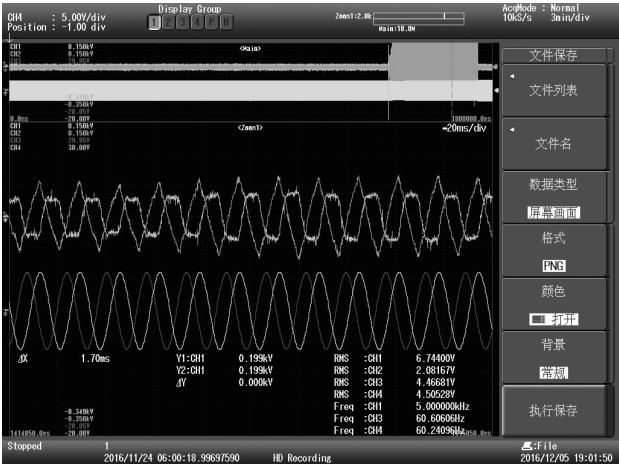 CH4 : 5.00V/div
Position : -1.00 div
Display Group
1 2 3 4 P H
Zoom1:2.0k
Main:18.0M
AcqMode : Normal
10kS/s 3min/div
CH1 0.150kV
CH2 0.150kV
<Main>
-0.350kV
-20.00V
0.0ns
1800000.0ms
CH1 0.150kV
CH2 0.150kV
CH4 30.00V
<Zoom1>
20ms/div
文件保存
文件列表
文件名
数据类型
屏幕画面
格式
PNG
颜色
打开
背景
常规
执行保存
ΔX 1.70ms
Y1:CH1 0.199kV
Y2:CH1 0.199kV
ΔY 0.000kV
RMS :CH1 6.74400V
RMS :CH2 2.08167V
RMS :CH3 4.46681V
RMS :CH4 4.50528V
Freq :CH1 5.000000kHz
Freq :CH3 60.60606Hz
Freq :CH4 60.24096Hz
-0.349kV
-0.350kV
-20.00V
Stopped 1
2016/11/24 06:00:18.99697590 HD Recording
:File
2016/12/05 19:01:50